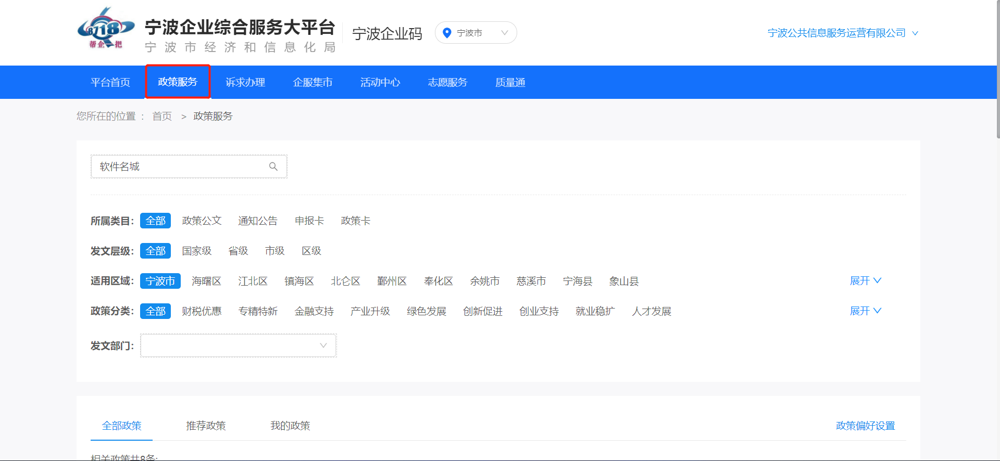 8718
帮企一把
宁波企业综合服务大平台
宁波市经济和信息化局
宁波企业码
宁波市
宁波公共信息服务运营有限公司
平台首页 政策服务 诉求办理 企服集市 活动中心 志愿服务 质量通
您所在的位置 ： 首页 > 政策服务
软件名城
所属类目： 全部 政策公文 通知公告 申报卡 政策卡
发文层级： 全部 国家级 省级 市级 区级
适用区域： 宁波市 海曙区 江北区 镇海区 北仑区 鄞州区 奉化区 余姚市 慈溪市 宁海县 象山县 展开
政策分类： 全部 财税优惠 专精特新 金融支持 产业升级 绿色发展 创新促进 创业支持 就业稳扩 人才发展 展开
发文部门：
全部政策 推荐政策 我的政策 政策偏好设置
相关政策共8条: